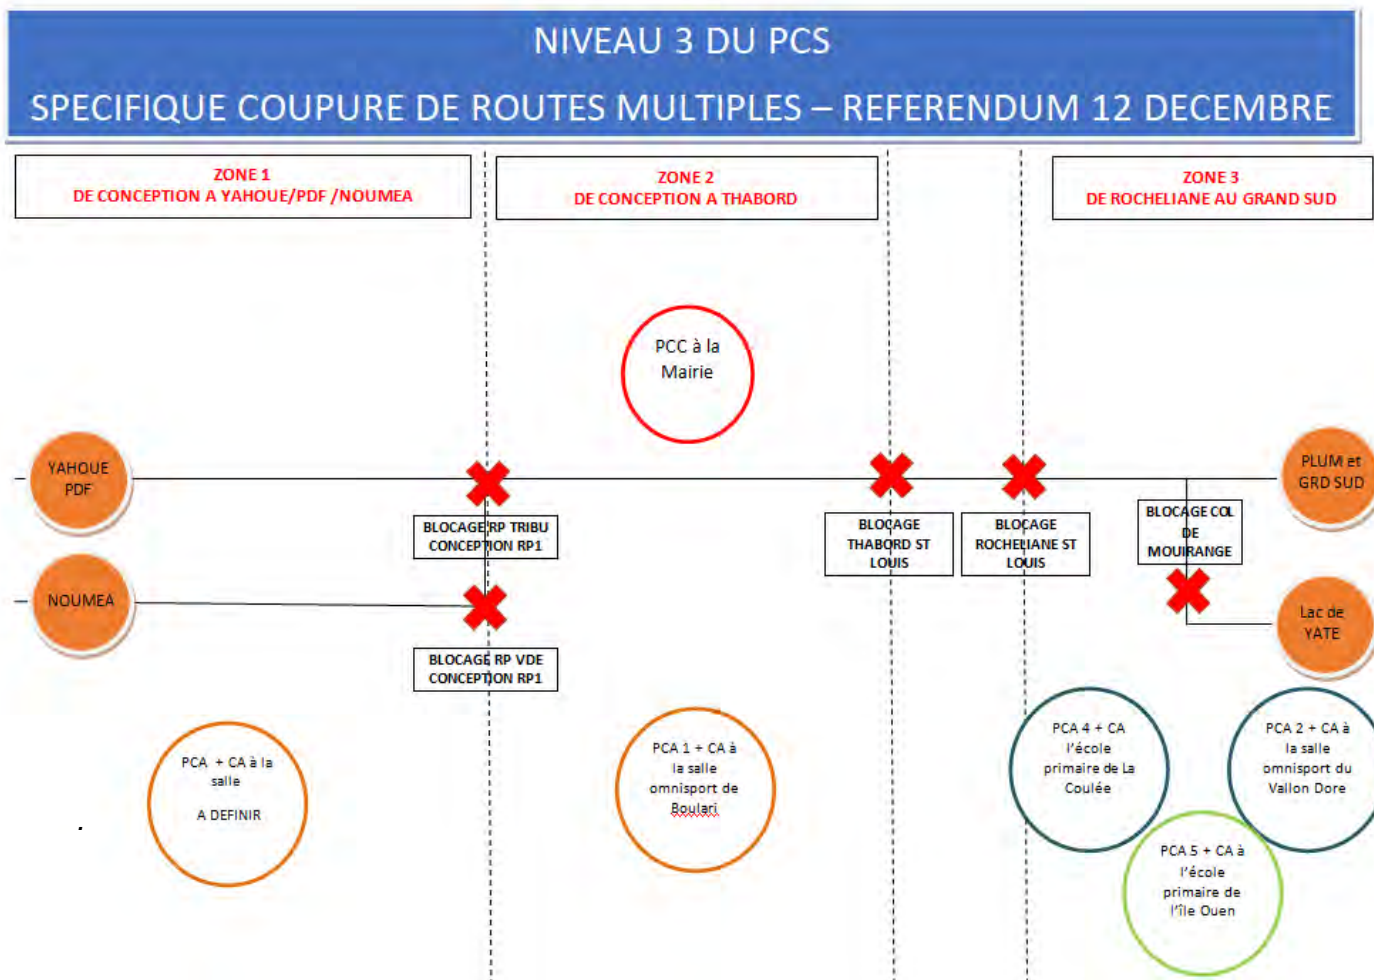 NIVEAU 3 DU PCS
SPECIFIQUE COUPURE DE ROUTES MULTIPLES – REFERENDUM 12 DECEMBRE
ZONE 1
DE CONCEPTION A YAHOUE/PDF /NOUMEA
ZONE 2
DE CONCEPTION A THABORD
ZONE 3
DE ROCHELIANE AU GRAND SUD
PCC à la
Mairie
YAHOUE
PDF
PLUM et
GRD SUD
BLOCAGE RP TRIBU
CONCEPTION RP1
BLOCAGE
THABORD ST
LOUIS
BLOCAGE
ROCHELIANE ST
LOUIS
BLOCAGE COL
DE
MOUIRANGE
NOUMEA
Lac de
YATE
BLOCAGE RP VDE
CONCEPTION RP1
PCA + CA à la
salle
A DEFINIR
PCA 1 + CA à
la salle
omnisport de
Boulari
PCA 4 + CA
l'école
primaire de La
Coulée
PCA 2 + CA à
la salle
omnisport du
Vallon Dore
PCA 5 + CA à
l'école
primaire de
l'île Ouen